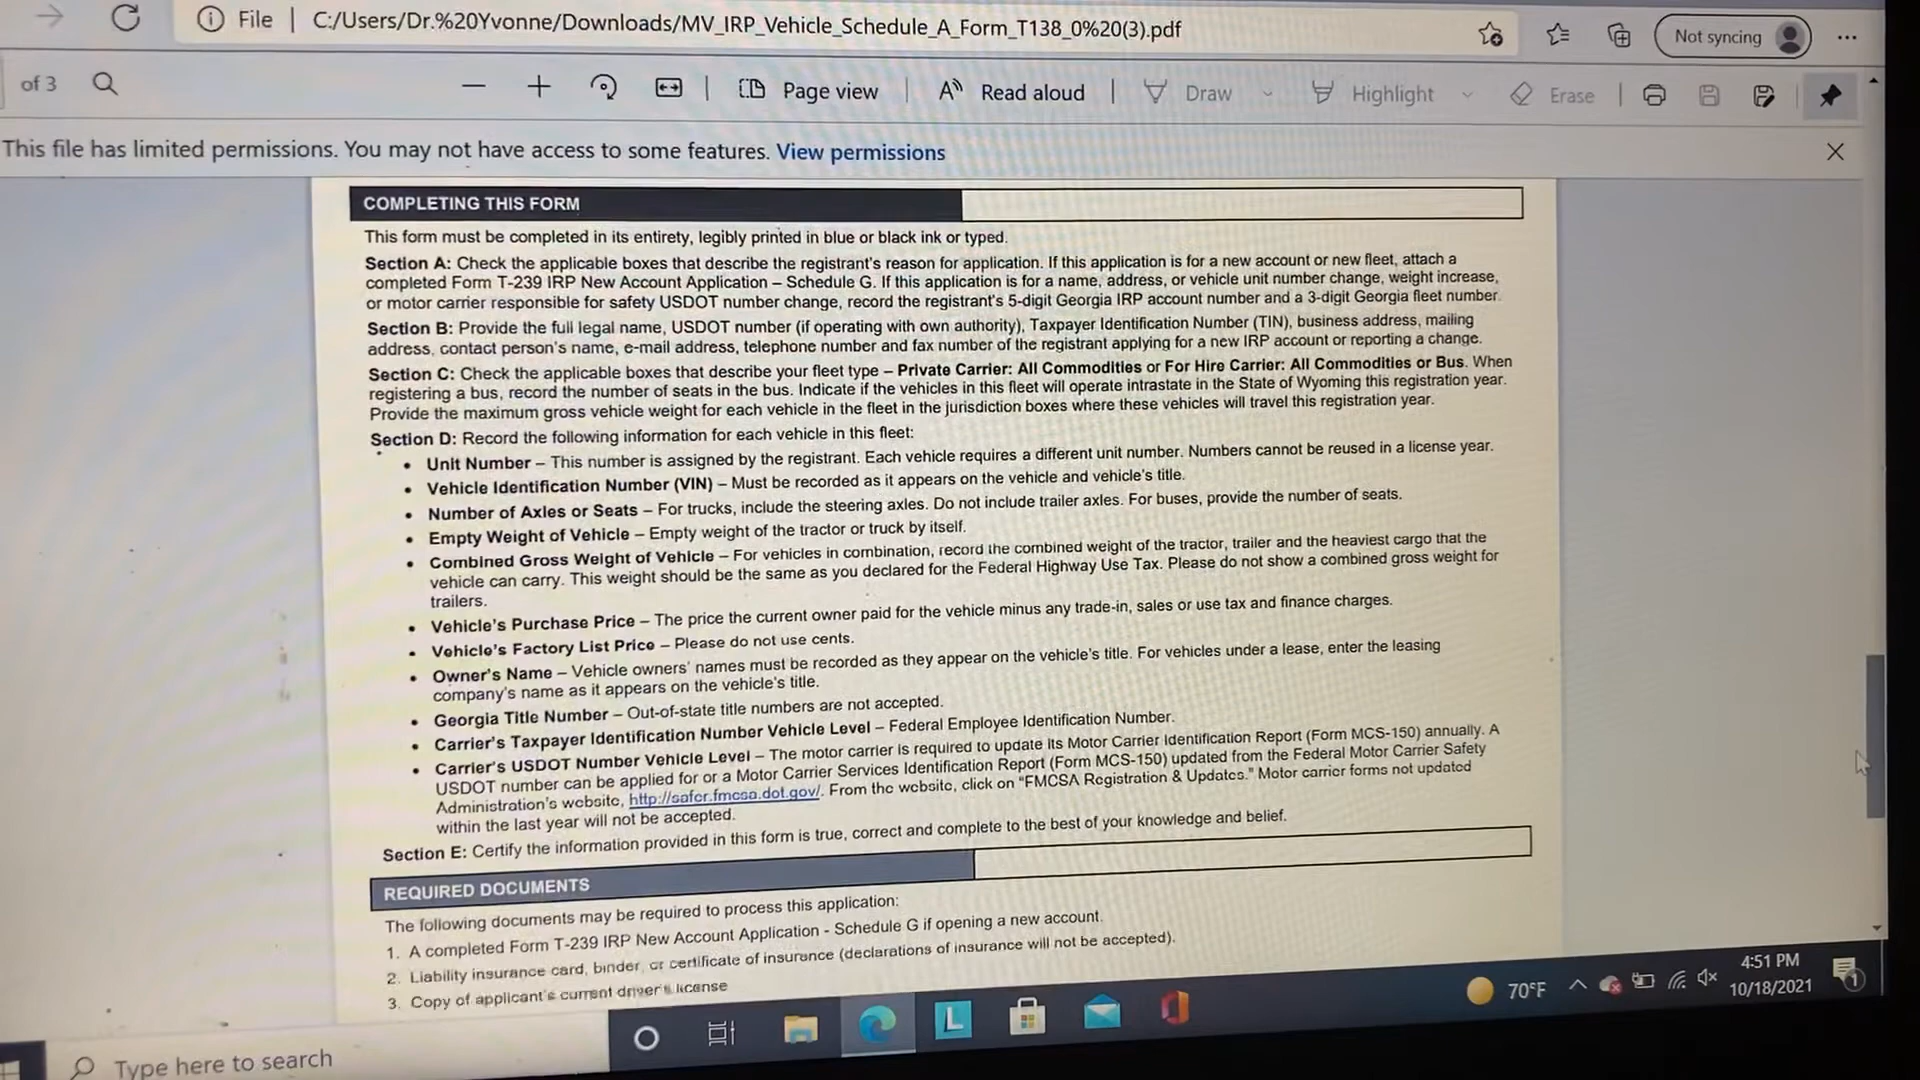 File | C:/Users/Dr.%20Yvonne/Downloads/MV_IRP_Vehicle_Schedule_A_Form_T138_0%20(3).pdf
Not syncing
of 3
Page view
Read aloud
Draw
Highlight
Erase
This file has limited permissions. You may not have access to some features. View permissions
COMPLETING THIS FORM
This form must be completed in its entirety, legibly printed in blue or black ink or typed.
Section A: Check the applicable boxes that describe the registrant's reason for application. If this application is for a new account or new fleet, attach a
completed Form T-239 IRP New Account Application – Schedule G. If this application is for a name, address, or vehicle unit number change, weight increase,
or motor carrier responsible for safety USDOT number change, record the registrant's 5-digit Georgia IRP account number and a 3-digit Georgia fleet number.
Section B: Provide the full legal name, USDOT number (if operating with own authority), Taxpayer Identification Number (TIN), business address, mailing
address, contact person's name, e-mail address, telephone number and fax number of the registrant applying for a new IRP account or reporting a change.
Section C: Check the applicable boxes that describe your fleet type – Private Carrier: All Commodities or For Hire Carrier: All Commodities or Bus. When
registering a bus, record the number of seats in the bus. Indicate if the vehicles in this fleet will operate intrastate in the State of Wyoming this registration year.
Provide the maximum gross vehicle weight for each vehicle in the fleet in the jurisdiction boxes where these vehicles will travel this registration year.
Section D: Record the following information for each vehicle in this fleet:
• Unit Number – This number is assigned by the registrant. Each vehicle requires a different unit number. Numbers cannot be reused in a license year.
• Vehicle Identification Number (VIN) – Must be recorded as it appears on the vehicle and vehicle's title.
• Number of Axles or Seats – For trucks, include the steering axles. Do not include trailer axles. For buses, provide the number of seats.
• Empty Weight of Vehicle – Empty weight of the tractor or truck by itself.
• Combined Gross Weight of Vehicle – For vehicles in combination, record the combined weight of the tractor, trailer and the heaviest cargo that the
vehicle can carry. This weight should be the same as you declared for the Federal Highway Use Tax. Please do not show a combined gross weight for
trailers.
• Vehicle's Purchase Price – The price the current owner paid for the vehicle minus any trade-in, sales or use tax and finance charges.
• Vehicle's Factory List Price – Please do not use cents.
• Owner's Name – Vehicle owners' names must be recorded as they appear on the vehicle's title. For vehicles under a lease, enter the leasing
company's name as it appears on the vehicle's title.
• Georgia Title Number – Out-of-state title numbers are not accepted.
• Carrier's Taxpayer Identification Number Vehicle Level – Federal Employee Identification Number.
• Carrier's USDOT Number Vehicle Level – The motor carrier is required to update its Motor Carrier Identification Report (Form MCS-150) annually. A
USDOT number can be applied for or a Motor Carrier Services Identification Report (Form MCS-150) updated from the Federal Motor Carrier Safety
Administration's website, http://safer.fmcsa.dot.gov/. From the website, click on "FMCSA Registration & Updates." Motor carrier forms not updated
within the last year will not be accepted.
Section E: Certify the information provided in this form is true, correct and complete to the best of your knowledge and belief.
REQUIRED DOCUMENTS
The following documents may be required to process this application:
1. A completed Form T-239 IRP New Account Application - Schedule G if opening a new account.
2. Liability insurance card, binder, or certificate of insurance (declarations of insurance will not be accepted).
3. Copy of applicant's current driver's license
Type here to search
L
70°F
4:51 PM
10/18/2021
1